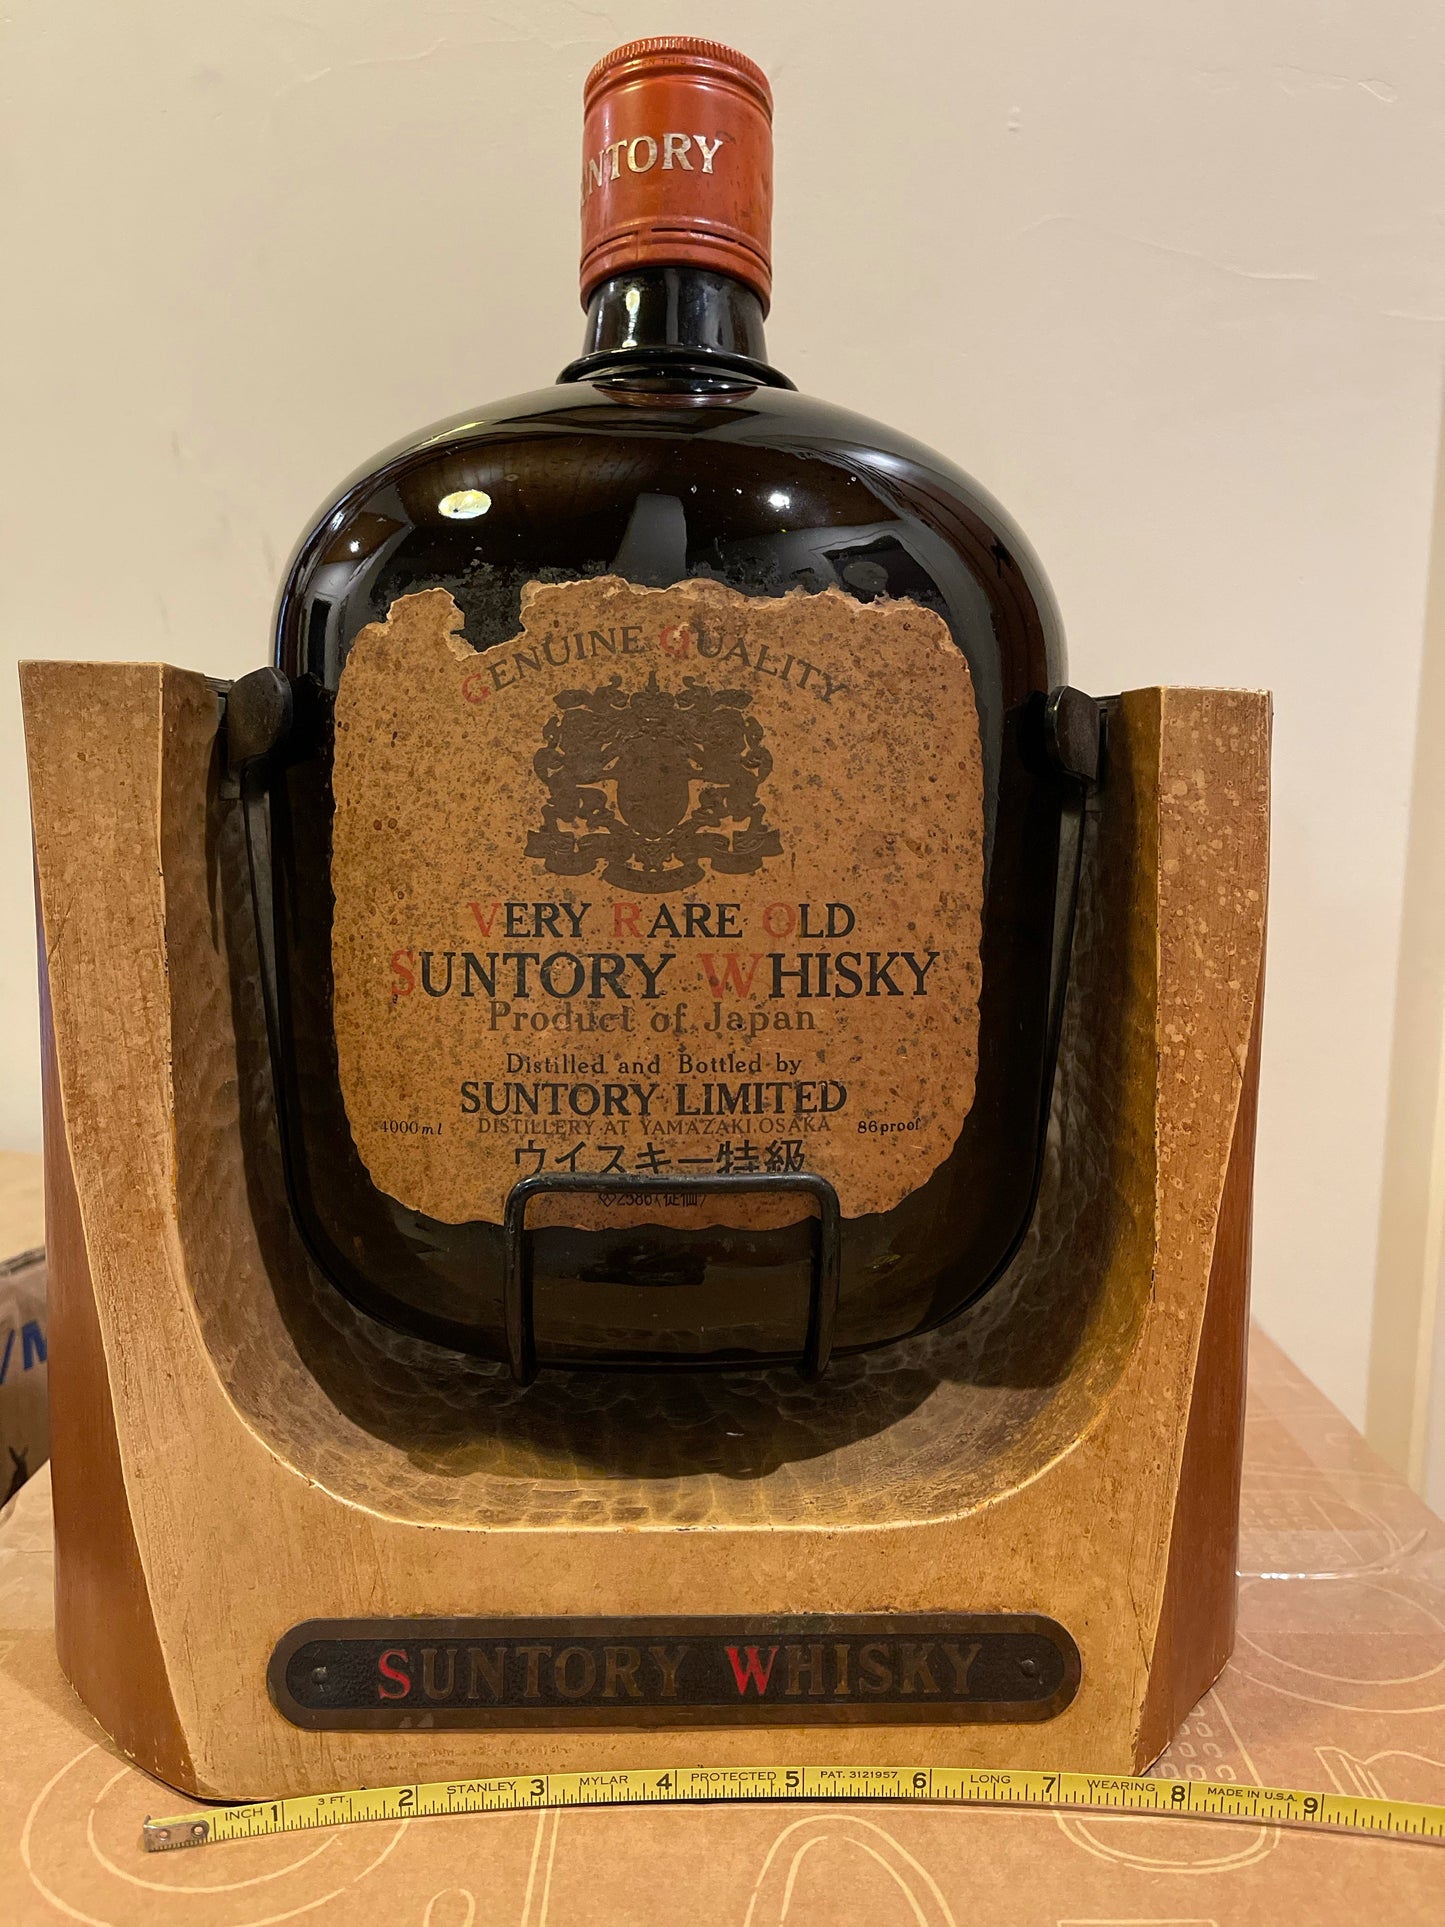 NTORY
GENUINE QUALITY
VERY RARE OLD
SUNTORY WHISKY
Product of Japan
Distilled and Bottled by
SUNTORY LIMITED
4000ml DISTILLERY AT YAMAZAKI.OSAKA 86proof
ウイスキー特級
SUNTORY WHISKY
INCH 1 3 FT. 2 STANLEY 3 MYLAR 4 PROTECTED 5 PAT. 3121957 6 LONG 7 WEARING 8 MADE IN U.S.A. 9